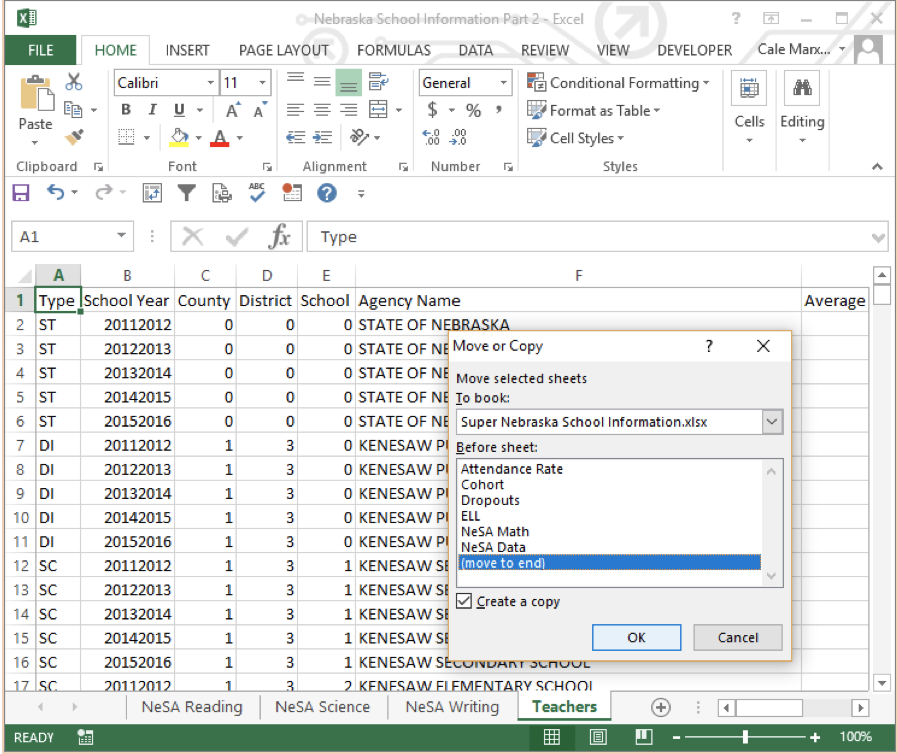 Nebraska School Information Part 2 - Excel ?
FILE HOME INSERT PAGE LAYOUT FORMULAS DATA REVIEW VIEW DEVELOPER Cale Marx...
Calibri 11 General Conditional Formatting
B I U A A $ % , Format as Table
Paste Cells Editing
A .00 .00 Cell Styles
Clipboard Font Alignment Number Styles
ABC ?
A1 fx Type
A B C D E F
1 Type School Year County District School Agency Name Average
2 ST 20112012 0 0 0 STATE OF NEBRASKA
3 ST 20122013 0 0 0 STATE OF NE
4 ST 20132014 0 0 0 STATE OF NE
5 ST 20142015 0 0 0 STATE OF NE
6 ST 20152016 0 0 0 STATE OF NE
7 DI 20112012 1 3 0 KENESAW PU
8 DI 20122013 1 3 0 KENESAW PU
9 DI 20132014 1 3 0 KENESAW PU
10 DI 20142015 1 3 0 KENESAW PU
11 DI 20152016 1 3 0 KENESAW PU
12 SC 20112012 1 3 1 KENESAW SE
13 SC 20122013 1 3 1 KENESAW SE
14 SC 20132014 1 3 1 KENESAW SE
15 SC 20142015 1 3 1 KENESAW SE
16 SC 20152016 1 3 1 KENESAW SECONDARY SCHOOL
17 SC 20112012 1 3 2 KENESAW ELEMENTARY SCHOOL
Move or Copy ?
Move selected sheets
To book:
Super Nebraska School Information.xlsx
Before sheet:
Attendance Rate
Cohort
Dropouts
ELL
NeSA Math
NeSA Data
(move to end)
Create a copy
OK Cancel
NeSA Reading NeSA Science NeSA Writing Teachers
READY - + 100%